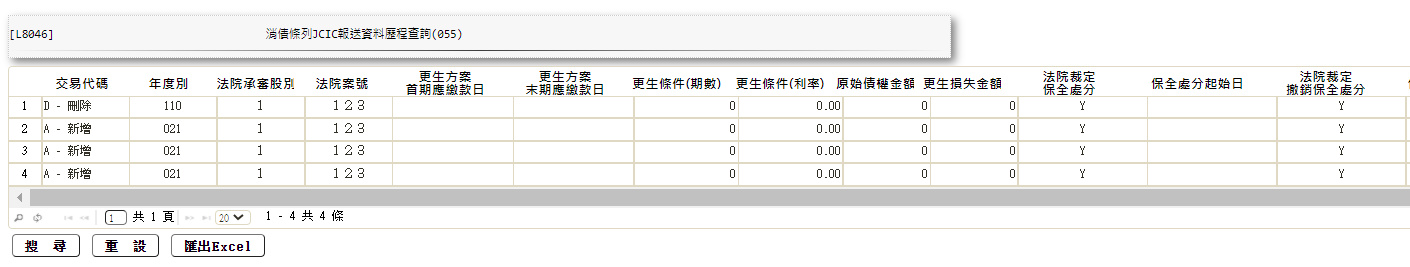 [L8046] 消債條列JCIC報送資料歷程查詢(055)
交易代碼 年度別 法院承審股別 法院案號 更生方案 首期應繳款日 更生方案 末期應繳款日 更生條件(期數) 更生條件(利率) 原始債權金額 更生損失金額 法院裁定 保全處分 保全處分起始日 法院裁定 撤銷保全處分
1 D - 刪除 110 1 １２３ 0 0.00 0 0 Y Y
2 A - 新增 021 1 １２３ 0 0.00 0 0 Y Y
3 A - 新增 021 1 １２３ 0 0.00 0 0 Y Y
4 A - 新增 021 1 １２３ 0 0.00 0 0 Y Y
1 共 1 頁 20 1 - 4 共 4 條
搜 尋 重 設 匯出Excel